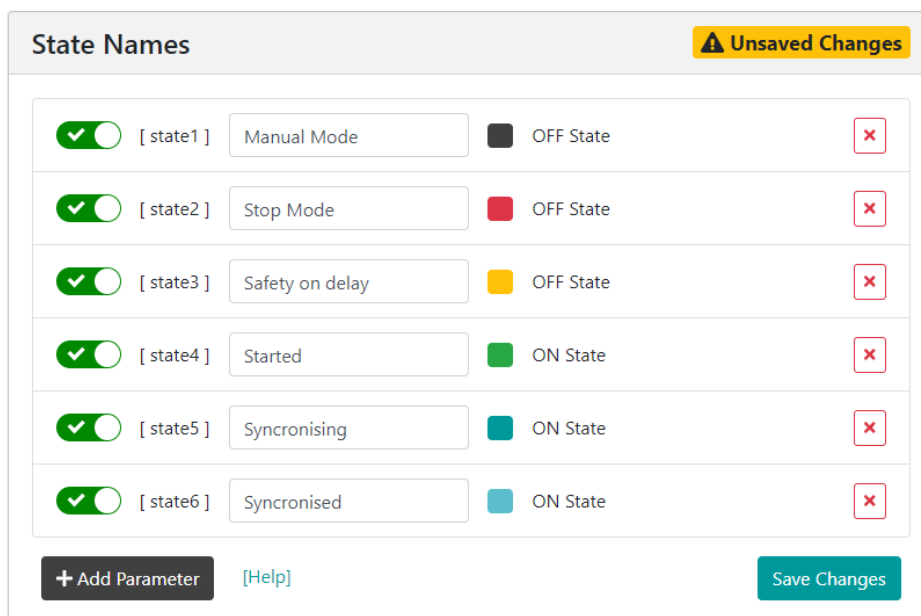 State Names
Unsaved Changes
[ state1 ] Manual Mode OFF State
[ state2 ] Stop Mode OFF State
[ state3 ] Safety on delay OFF State
[ state4 ] Started ON State
[ state5 ] Syncronising ON State
[ state6 ] Syncronised ON State
+ Add Parameter [Help] Save Changes